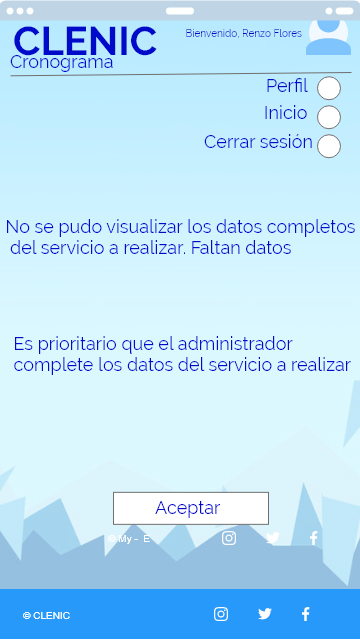 CLENIC
Bienvenido, Renzo Flores
Cronograma
Perfil
Inicio
Cerrar sesión
No se pudo visualizar los datos completos
del servicio a realizar. Faltan datos
Es prioritario que el administrador
complete los datos del servicio a realizar
Aceptar
© My - E
© CLENIC